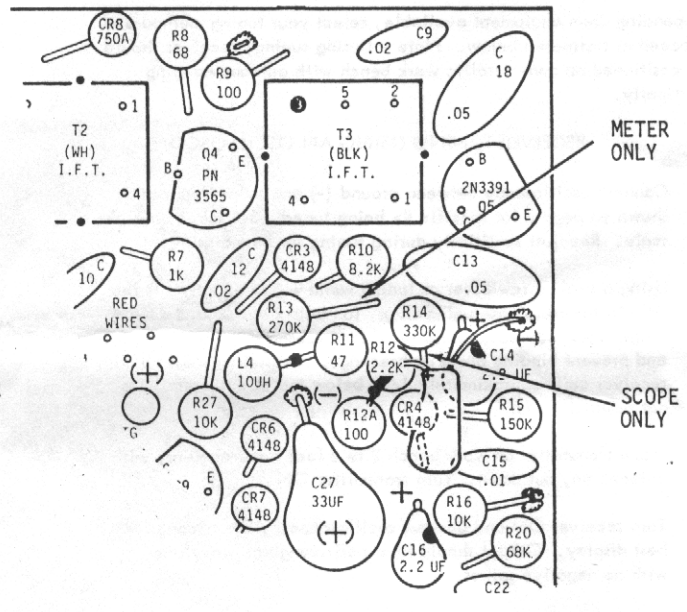 CR8
750A
R8
68
R9
100
C9
.02
C
18
.05
1
T2
(WH)
I.F.T.
4
Q4
PN
3565
E
B
C
5
2
T3
(BLK)
I.F.T.
4
1
METER
ONLY
B
2N3391
Q5
E
C
R7
1K
C
10
C
12
.02
CR3
4148
R10
8.2K
C13
.05
RED
WIRES
(+)
R13
270K
R14
330K
+
(-)
L4
10UH
R11
47
R12
2.2K
C14
UF
SCOPE
ONLY
R27
10K
CR6
4148
(-)
R12A
100
CR4
4148
R15
150K
G
E
9
C27
33UF
(+)
C15
.01
CR7
4148
+
R16
10K
R20
68K
C16
2.2 UF
C22